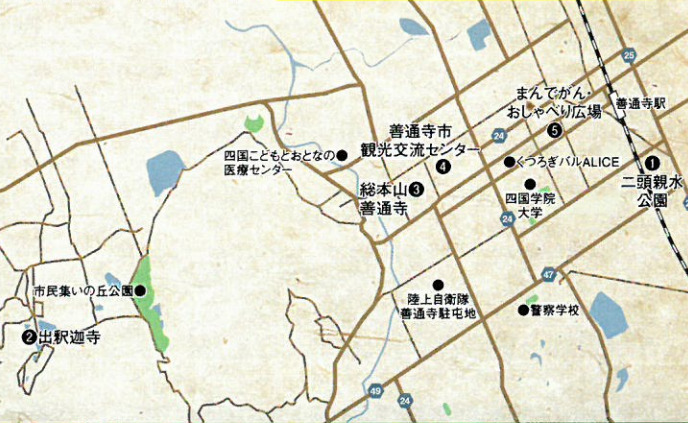 25
まんでがん・
おしゃべり広場
5
善通寺駅
善通寺市
観光交流センター
4
24
四国こどもとおとなの
医療センター
くつろぎバルALICE
1
二頭親水
公園
総本山
善通寺
3
四国学院
大学
24
47
市民集いの丘公園
陸上自衛隊
善通寺駐屯地
警察学校
2 出釈迦寺
49
24